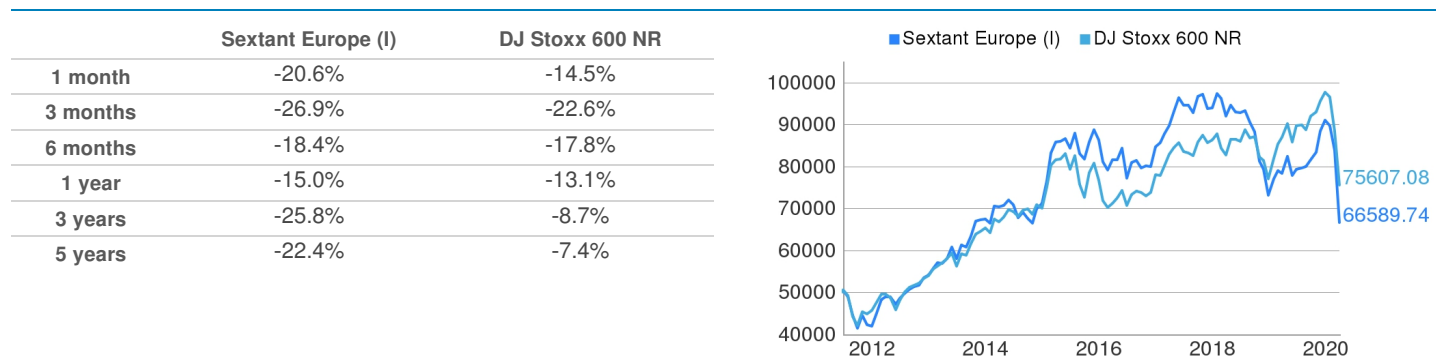 Sextant Europe (I) DJ Stoxx 600 NR
1 month -20.6% -14.5%
3 months -26.9% -22.6%
6 months -18.4% -17.8%
1 year -15.0% -13.1%
3 years -25.8% -8.7%
5 years -22.4% -7.4%
Sextant Europe (I) DJ Stoxx 600 NR
100000
90000
80000
75607.08
70000
66589.74
60000
50000
40000
2012 2014 2016 2018 2020